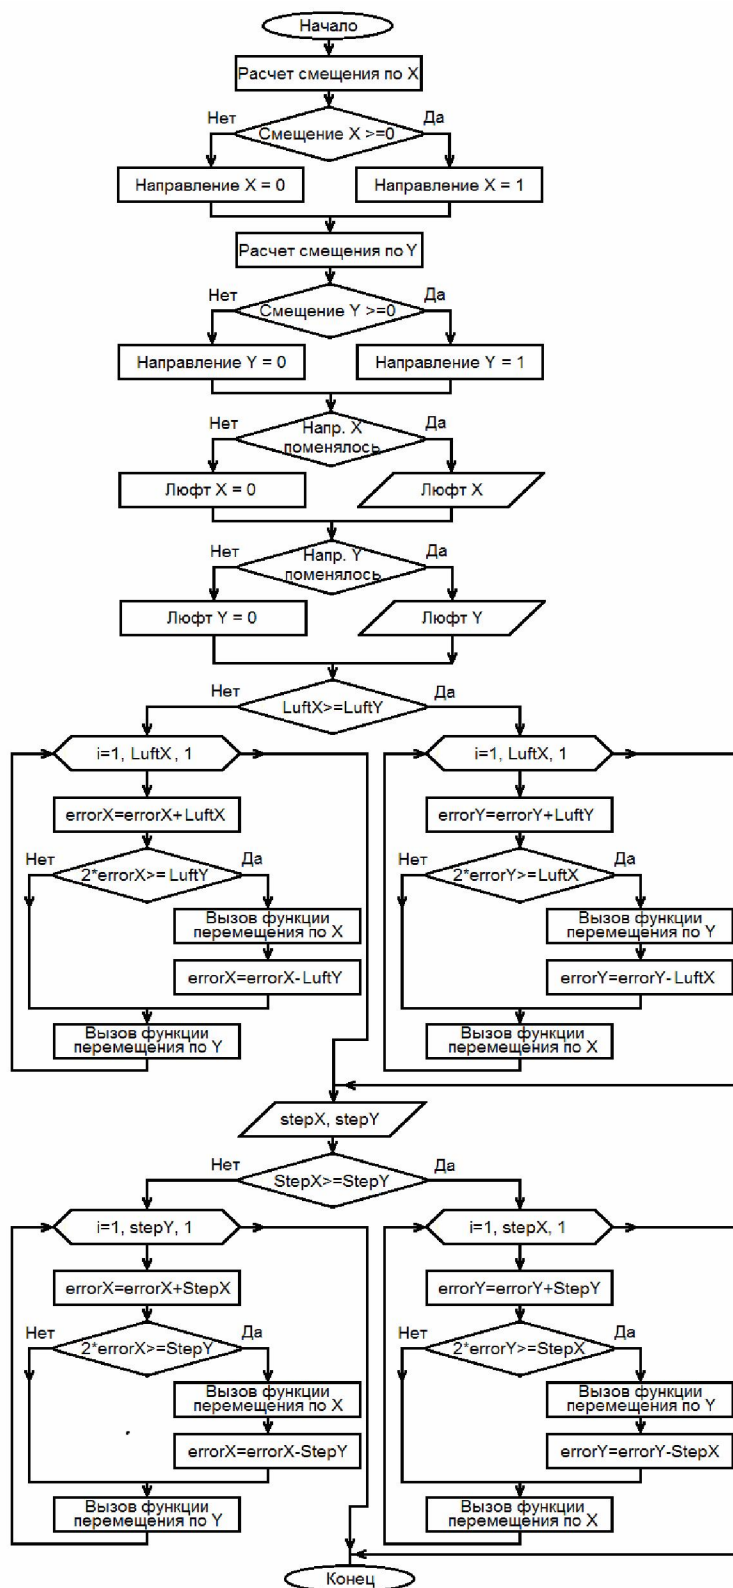 Начало
Расчет смещения по X
Нет
Да
Смещение X >=0
Направление X = 0
Направление X = 1
Расчет смещения по Y
Нет
Да
Смещение Y >=0
Направление Y = 0
Направление Y = 1
Нет
Да
Напр. X
поменялось
Люфт X = 0
Люфт X
Нет
Да
Напр. Y
поменялось
Люфт Y = 0
Люфт Y
Нет
Да
LuftX>=LuftY
i=1, LuftX, 1
i=1, LuftX, 1
errorX=errorX+LuftX
errorY=errorY+LuftY
Нет
Да
2*errorX>=LuftY
Нет
Да
2*errorY>=LuftX
Вызов функции
перемещения по X
Вызов функции
перемещения по Y
errorX=errorX-LuftY
errorY=errorY-LuftX
Вызов функции
перемещения по Y
Вызов функции
перемещения по X
stepX, stepY
Нет
Да
StepX>=StepY
i=1, stepY, 1
i=1, stepX, 1
errorX=errorX+StepX
errorY=errorY+StepY
Нет
Да
2*errorX>=StepY
Нет
Да
2*errorY>=StepX
Вызов функции
перемещения по X
Вызов функции
перемещения по Y
errorX=errorX-StepY
errorY=errorY-StepX
Вызов функции
перемещения по Y
Вызов функции
перемещения по X
Конец